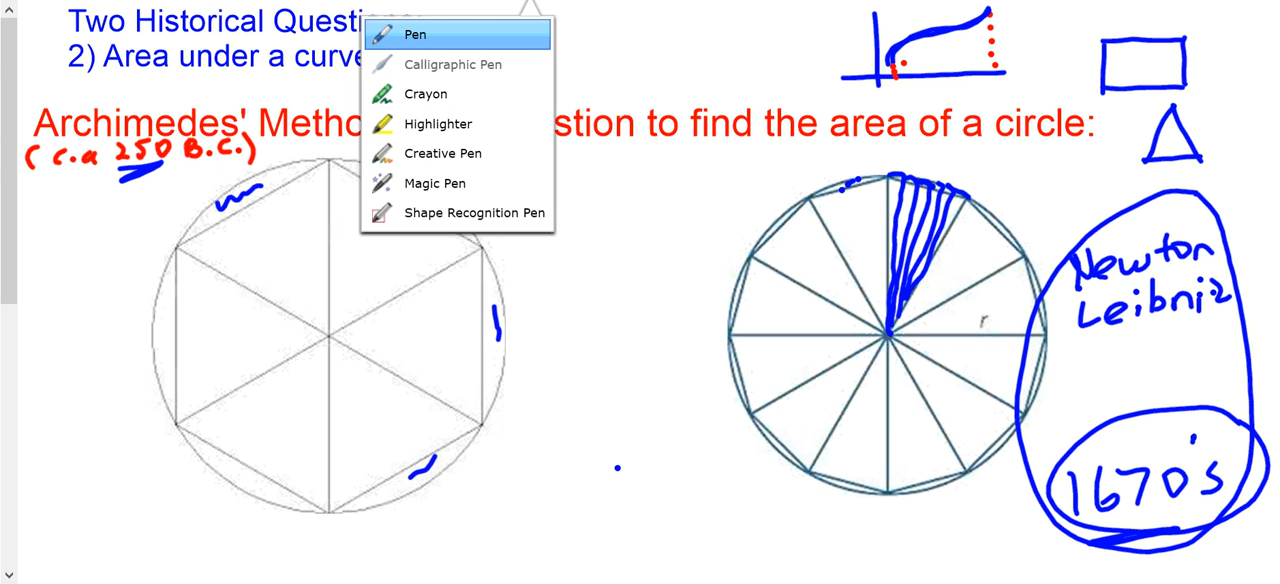 Two Historical Questi
2) Area under a curve
Pen
Calligraphic Pen
Crayon
Highlighter
Creative Pen
Magic Pen
Shape Recognition Pen
Archimedes' Metho stion to find the area of a circle:
(c.a 250 B.C.)
Newton
Leibniz
r
1670's